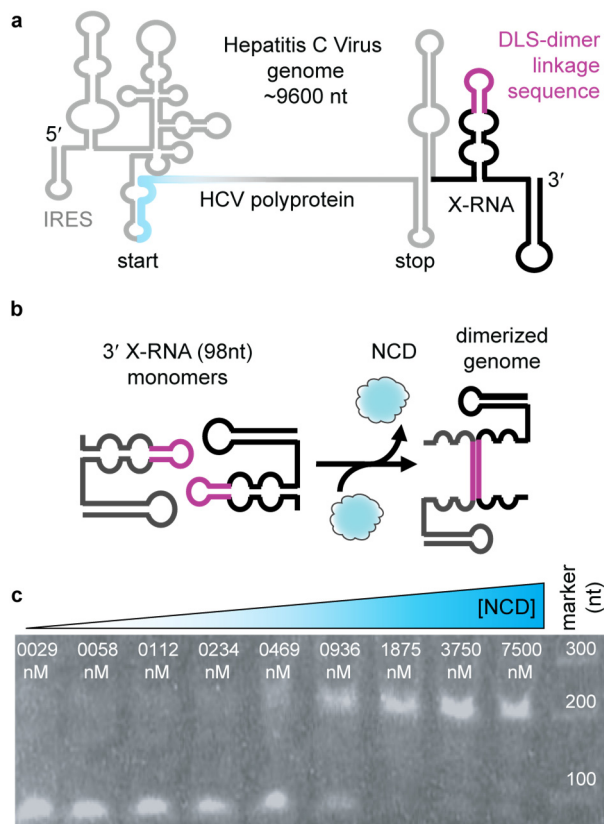 a
Hepatitis C Virus
genome
~9600 nt
DLS-dimer
linkage
sequence
5′
3′
IRES
HCV polyprotein
X-RNA
start
stop
b
3′ X-RNA (98nt)
monomers
NCD
dimerized
genome
c
[NCD]
marker
(nt)
0029 0058 0112 0234 0469 0936 1875 3750 7500 300
nM nM nM nM nM nM nM nM nM
200
100